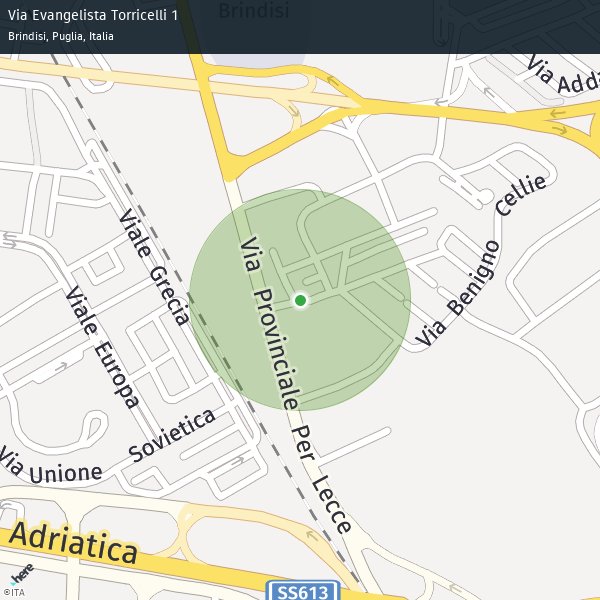 Via Evangelista Torricelli 1
Brindisi, Puglia, Italia
Brindisi
Via Adda
Cellie
Via Benigno
Via Provinciale Per Lecce
Viale Grecia
Viale Europa
Sovietica
Via Unione
Adriatica
SS613
here
©ITA